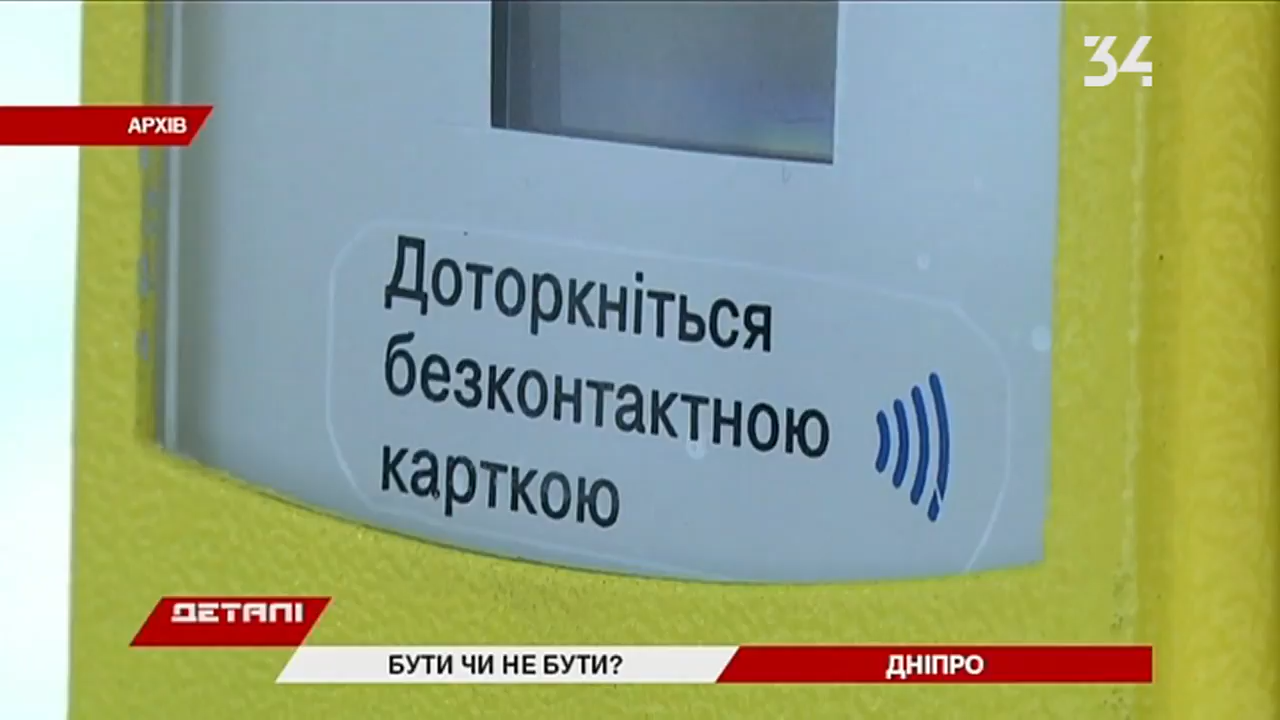 34
АРХІВ
Доторкніться
безконтактною
карткою
ДЕТАЛІ
БУТИ ЧИ НЕ БУТИ?
ДНІПРО